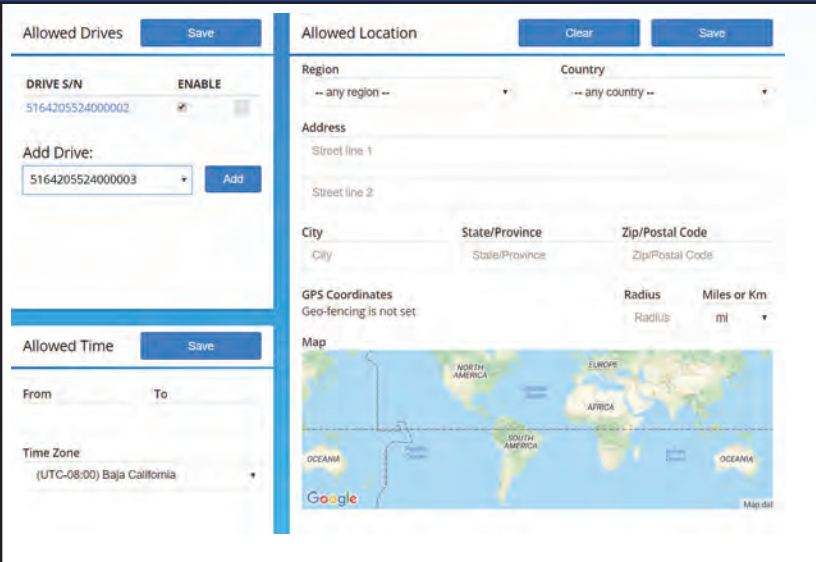 Allowed Drives
Save
DRIVE S/N ENABLE
5164205524000002
Add Drive:
5164205524000003
Add
Allowed Time
Save
From To
Time Zone
(UTC-08:00) Baja California
Allowed Location
Clear
Save
Region Country
-- any region -- -- any country --
Address
Street line 1
Street line 2
City State/Province Zip/Postal Code
City State/Province Zip/Postal Code
GPS Coordinates Radius Miles or Km
Geo-fencing is not set Radius mi
Map
NORTH
AMERICA
EUROPE
AFRICA
SOUTH
AMERICA
Pacific
Ocean
OCEANIA
OCEANIA
Google
Map dat